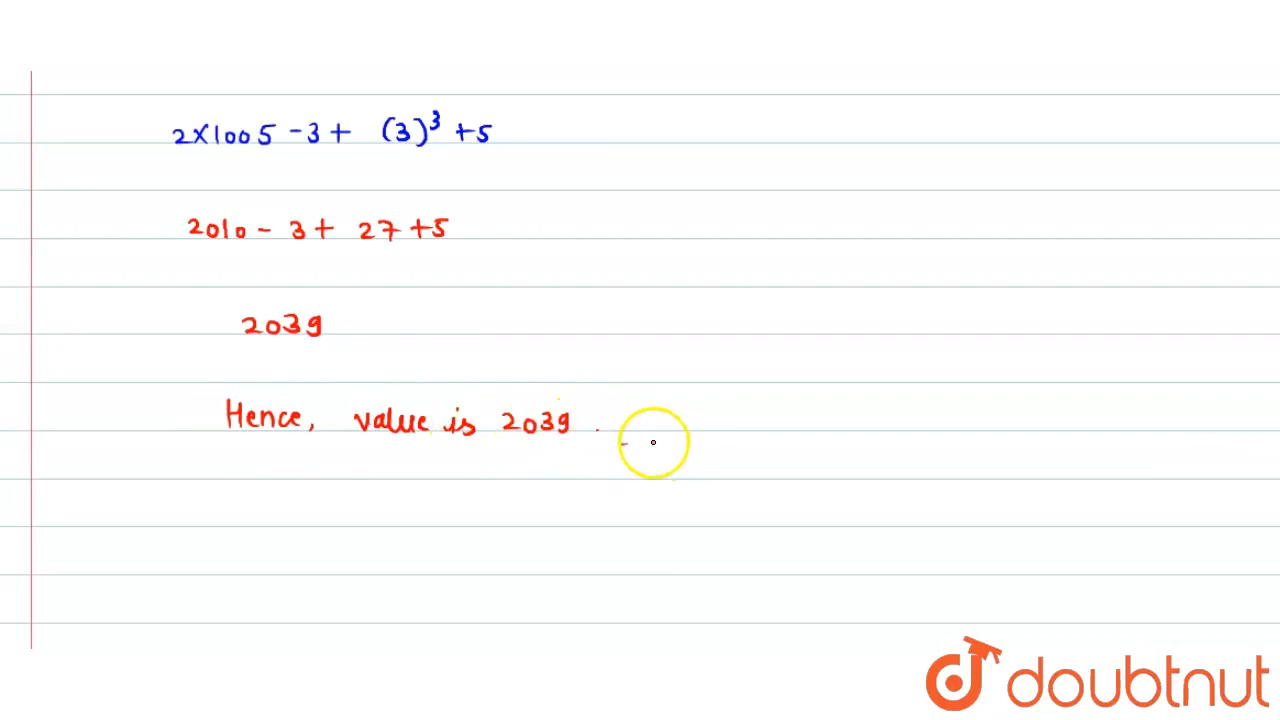 2×1005 -3+ (3)³ +5
2010 - 3+ 27 +5
2039
Hence, value is 2039 .
doubtnut